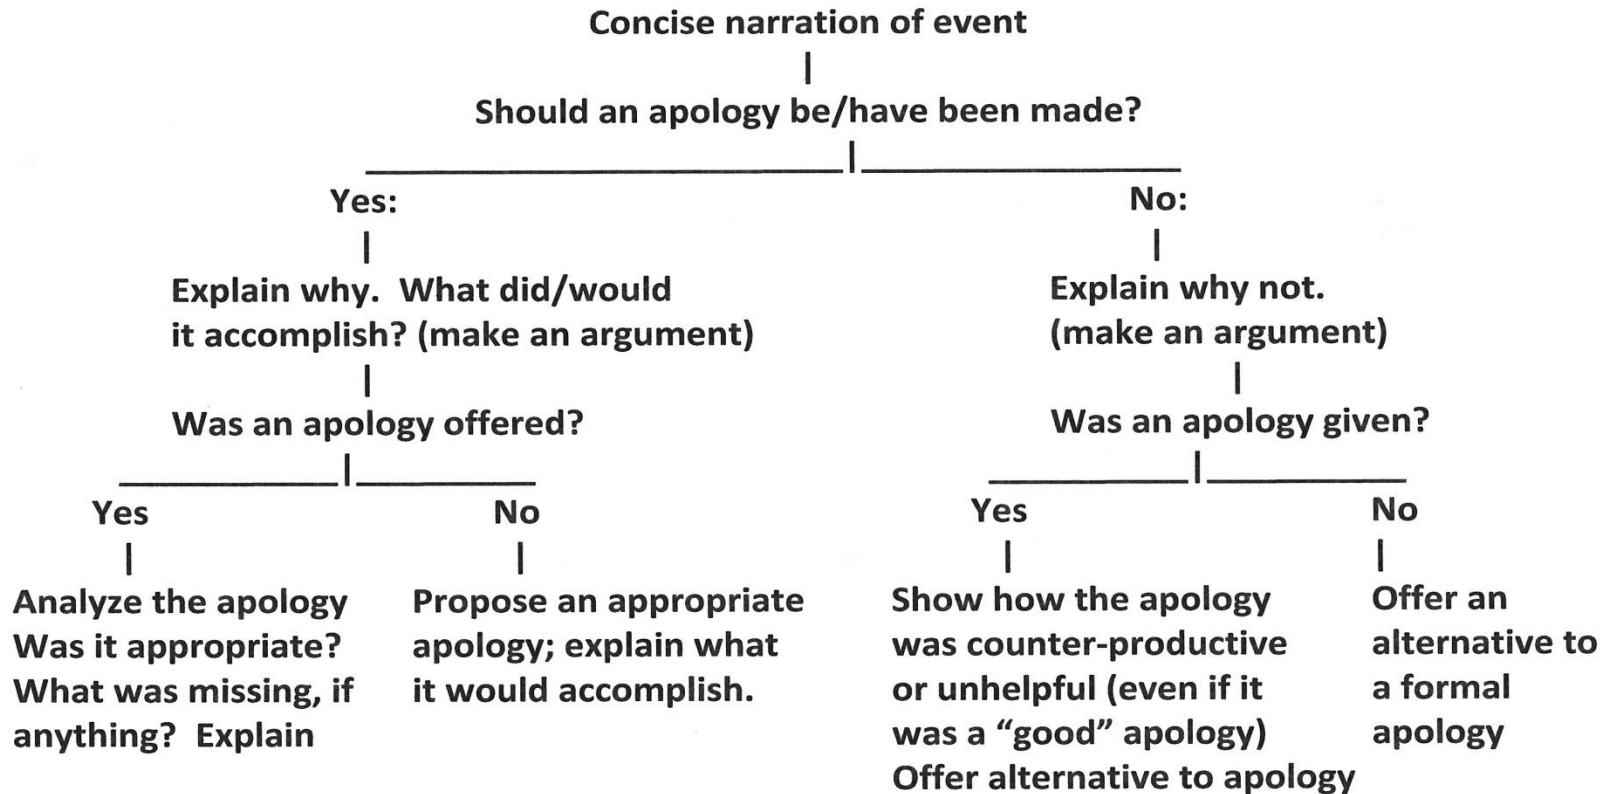 Concise narration of event
Should an apology be/have been made?
Yes:
No:
Explain why.  What did/would
it accomplish? (make an argument)
Explain why not.
(make an argument)
Was an apology offered?
Was an apology given?
Yes
No
Yes
No
Analyze the apology
Was it appropriate?
What was missing, if
anything?  Explain
Propose an appropriate
apology; explain what
it would accomplish.
Show how the apology
was counter-productive
or unhelpful (even if it
was a “good” apology)
Offer alternative to apology
Offer an
alternative to
a formal
apology